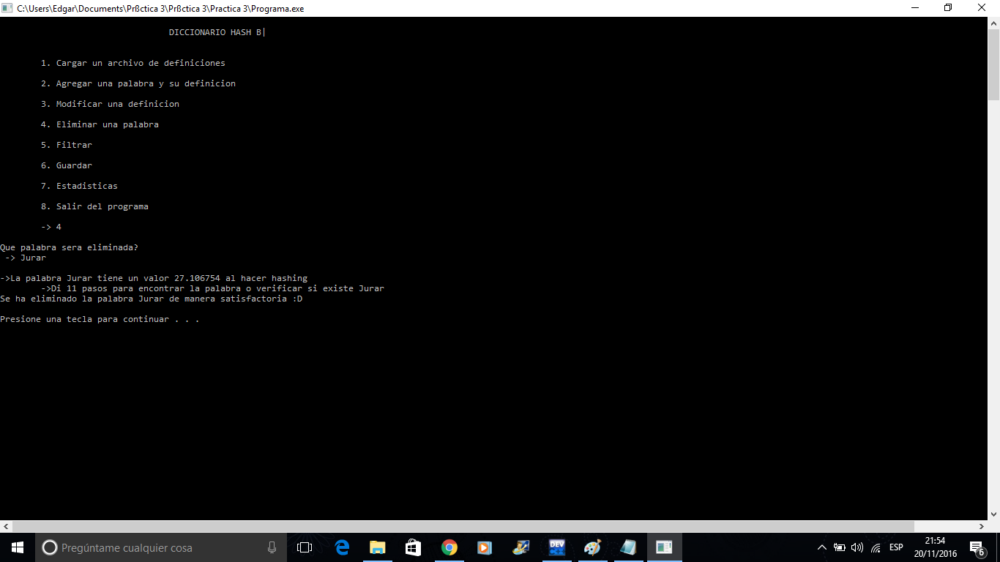 C:\Users\Edgar\Documents\Prßctica 3\Prßctica 3\Practica 3\Programa.exe
DICCIONARIO HASH B|
1. Cargar un archivo de definiciones
2. Agregar una palabra y su definicion
3. Modificar una definicion
4. Eliminar una palabra
5. Filtrar
6. Guardar
7. Estadisticas
8. Salir del programa
-> 4
Que palabra sera eliminada?
-> Jurar
->La palabra Jurar tiene un valor 27.106754 al hacer hashing
->Di 11 pasos para encontrar la palabra o verificar si existe Jurar
Se ha eliminado la palabra Jurar de manera satisfactoria :D
Presione una tecla para continuar . . .
Pregúntame cualquier cosa
DEV
ESP
21:54
20/11/2016
6